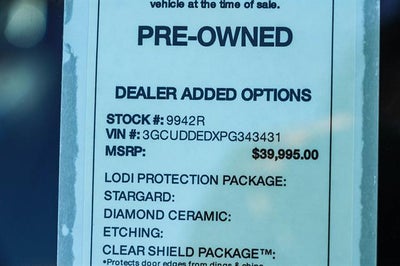 vehicle at the time of sale.
PRE-OWNED
DEALER ADDED OPTIONS
STOCK #: 9942R
VIN #: 3GCUDDEDXPG343431
MSRP: $39,995.00
LODI PROTECTION PACKAGE:
STARGARD:
DIAMOND CERAMIC:
ETCHING:
CLEAR SHIELD PACKAGE™:
•Protects door edges from dings & chips